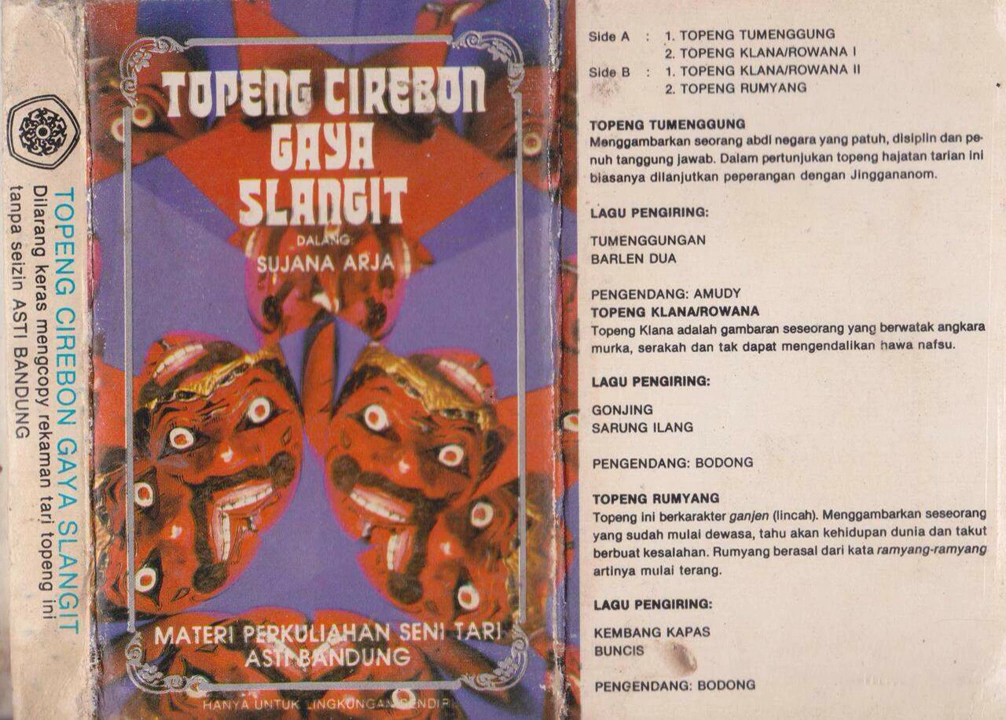 TOPENG CIREBON GAYA SLANGIT
Dilarang keras mengcopy rekaman tari topeng ini
tanpa seizin ASTI BANDUNG
TOPENG CIREBON
GAYA
SLANGIT
DALANG:
SUJANA ARJA
MATERI PERKULIAHAN SENI TARI
ASTI BANDUNG
HANYA UNTUK LINGKUNGAN SENDIRI
Side A : 1. TOPENG TUMENGGUNG
2. TOPENG KLANA/ROWANA I
Side B : 1. TOPENG KLANA/ROWANA II
2. TOPENG RUMYANG
TOPENG TUMENGGUNG
Menggambarkan seorang abdi negara yang patuh, disiplin dan pe-
nuh tanggung jawab. Dalam pertunjukan topeng hajatan tarian ini
biasanya dilanjutkan peperangan dengan Jinggananom.
LAGU PENGIRING:
TUMENGGUNGAN
BARLEN DUA
PENGENDANG: AMUDY
TOPENG KLANA/ROWANA
Topeng Klana adalah gambaran seseorang yang berwatak angkara
murka, serakah dan tak dapat mengendalikan hawa nafsu.
LAGU PENGIRING:
GONJING
SARUNG ILANG
PENGENDANG: BODONG
TOPENG RUMYANG
Topeng ini berkarakter ganjen (lincah). Menggambarkan seseorang
yang sudah mulai dewasa, tahu akan kehidupan dunia dan takut
berbuat kesalahan. Rumyang berasal dari kata ramyang-ramyang
artinya mulai terang.
LAGU PENGIRING:
KEMBANG KAPAS
BUNCIS
PENGENDANG: BODONG